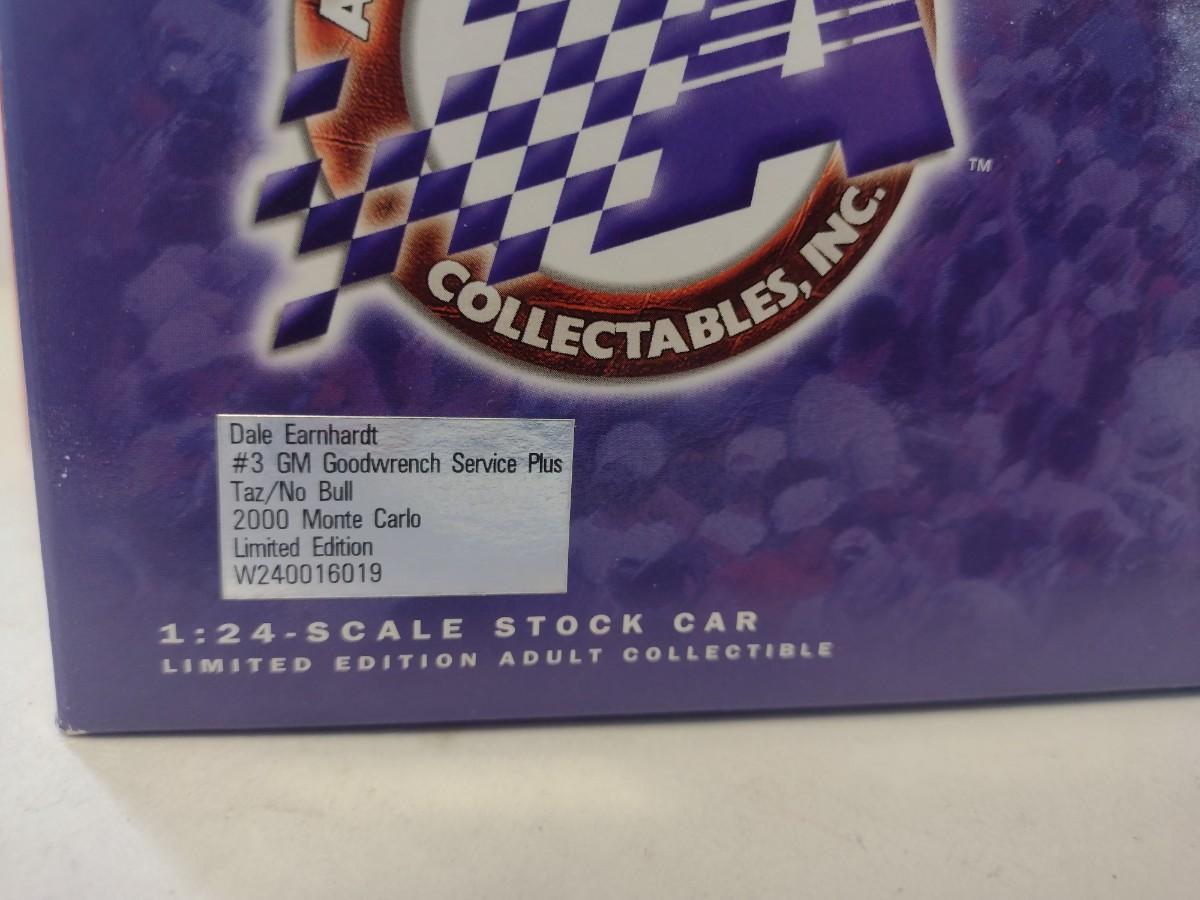 A
TM
COLLECTABLES, INC.
Dale Earnhardt
#3 GM Goodwrench Service Plus
Taz/No Bull
2000 Monte Carlo
Limited Edition
W240016019
1:24-SCALE STOCK CAR
LIMITED EDITION ADULT COLLECTIBLE